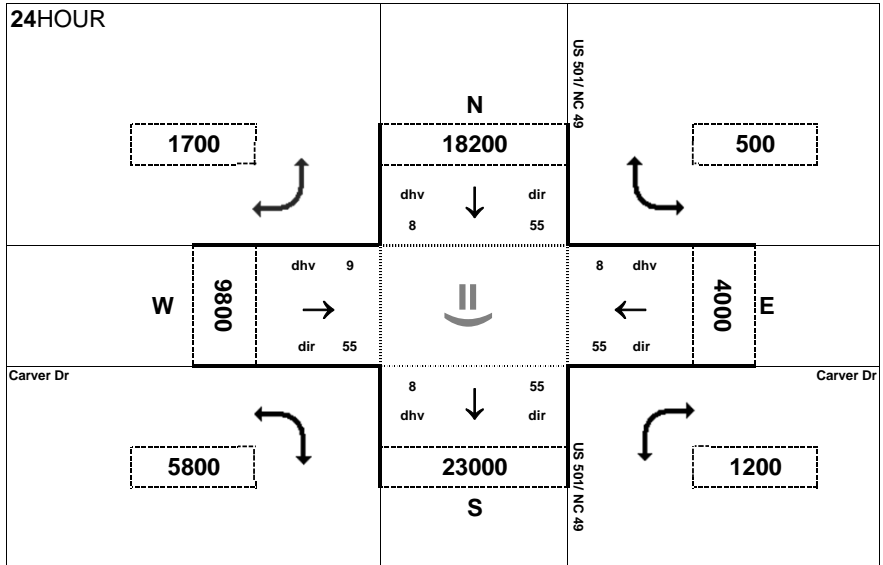 24HOUR
US 501/ NC 49
N
1700
18200
500
dhv dir
8 55
dhv 9
8 dhv
W
9800
4000
E
dir 55
55 dir
Carver Dr
Carver Dr
8 55
dhv dir
5800
23000
1200
US 501/ NC 49
S